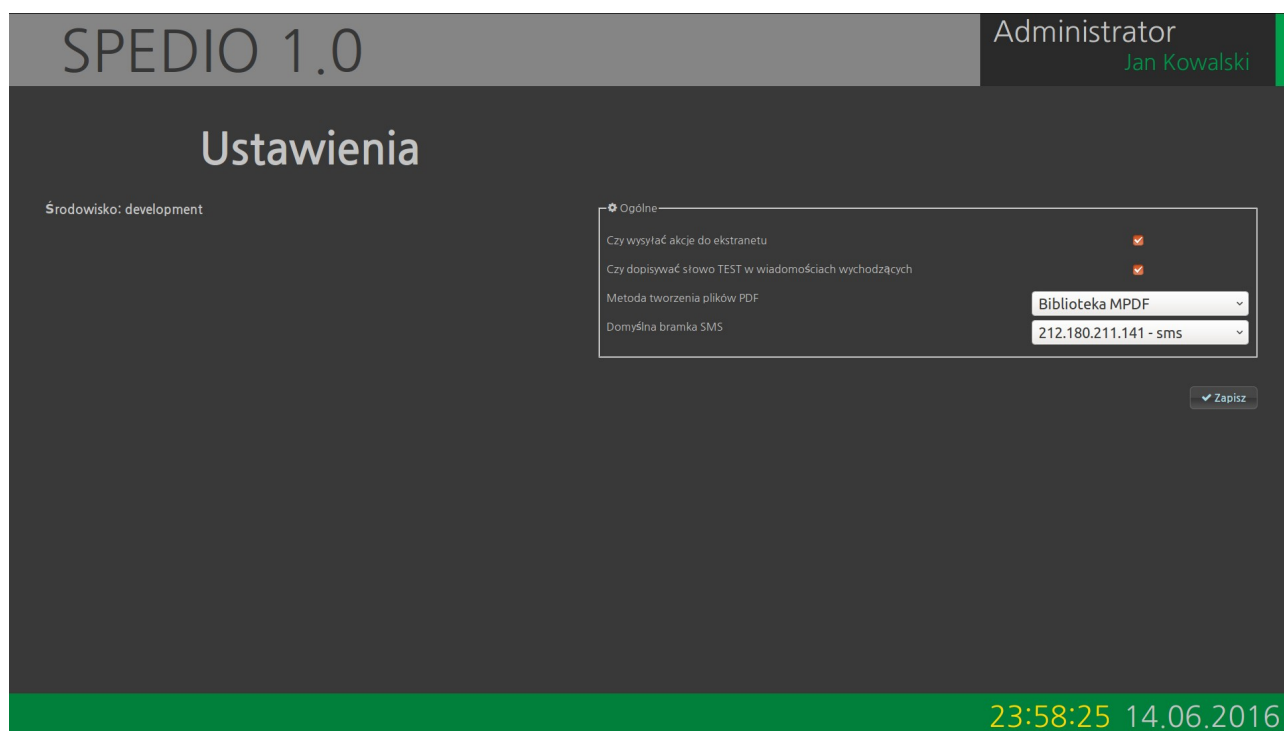 SPEDIO 1.0
Administrator
Jan Kowalski
Ustawienia
Środowisko: development
Ogólne
Czy wysyłać akcje do ekstranetu
Czy dopisywać słowo TEST w wiadomościach wychodzących
Metoda tworzenia plików PDF
Biblioteka MPDF
Domyślna bramka SMS
212.180.211.141 - sms
Zapisz
23:58:25 14.06.2016